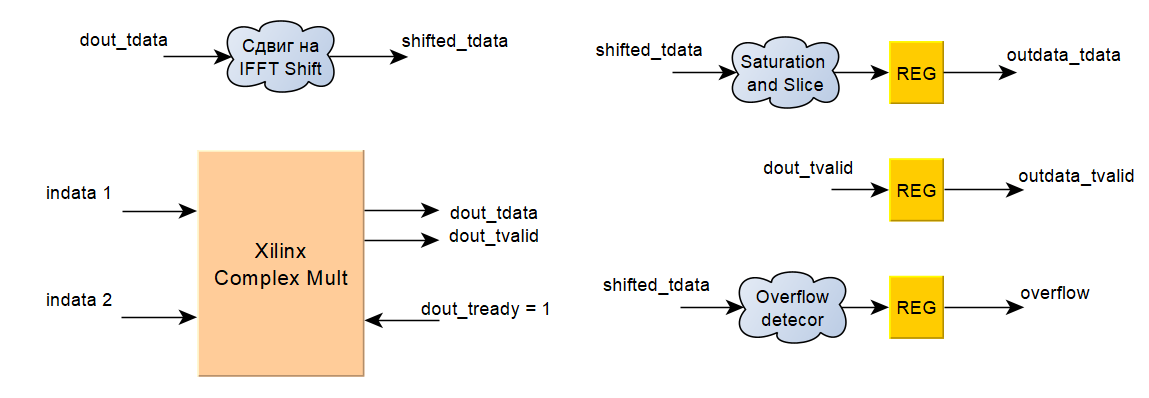 dout_tdata
Сдвиг на
IFFT Shift
shifted_tdata
indata 1
indata 2
Xilinx
Complex Mult
dout_tdata
dout_tvalid
dout_tready = 1
shifted_tdata
Saturation
and Slice
REG
outdata_tdata
dout_tvalid
REG
outdata_tvalid
shifted_tdata
Overflow
detecor
REG
overflow